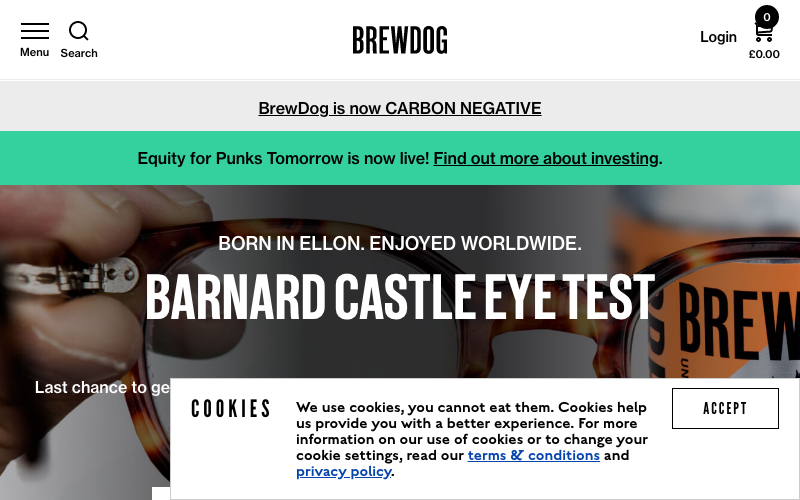 0
BREWDOG
Login
Menu
Search
£0.00
BrewDog is now CARBON NEGATIVE
Equity for Punks Tomorrow is now live! Find out more about investing.
BORN IN ELLON. ENJOYED WORLDWIDE.
BARNARD CASTLE EYE TEST
BREW
Last chance to ge
COOKIES
We use cookies, you cannot eat them. Cookies help
us provide you with a better experience. For more
information on our use of cookies or to change your
cookie settings, read our terms & conditions and
privacy policy.
ACCEPT